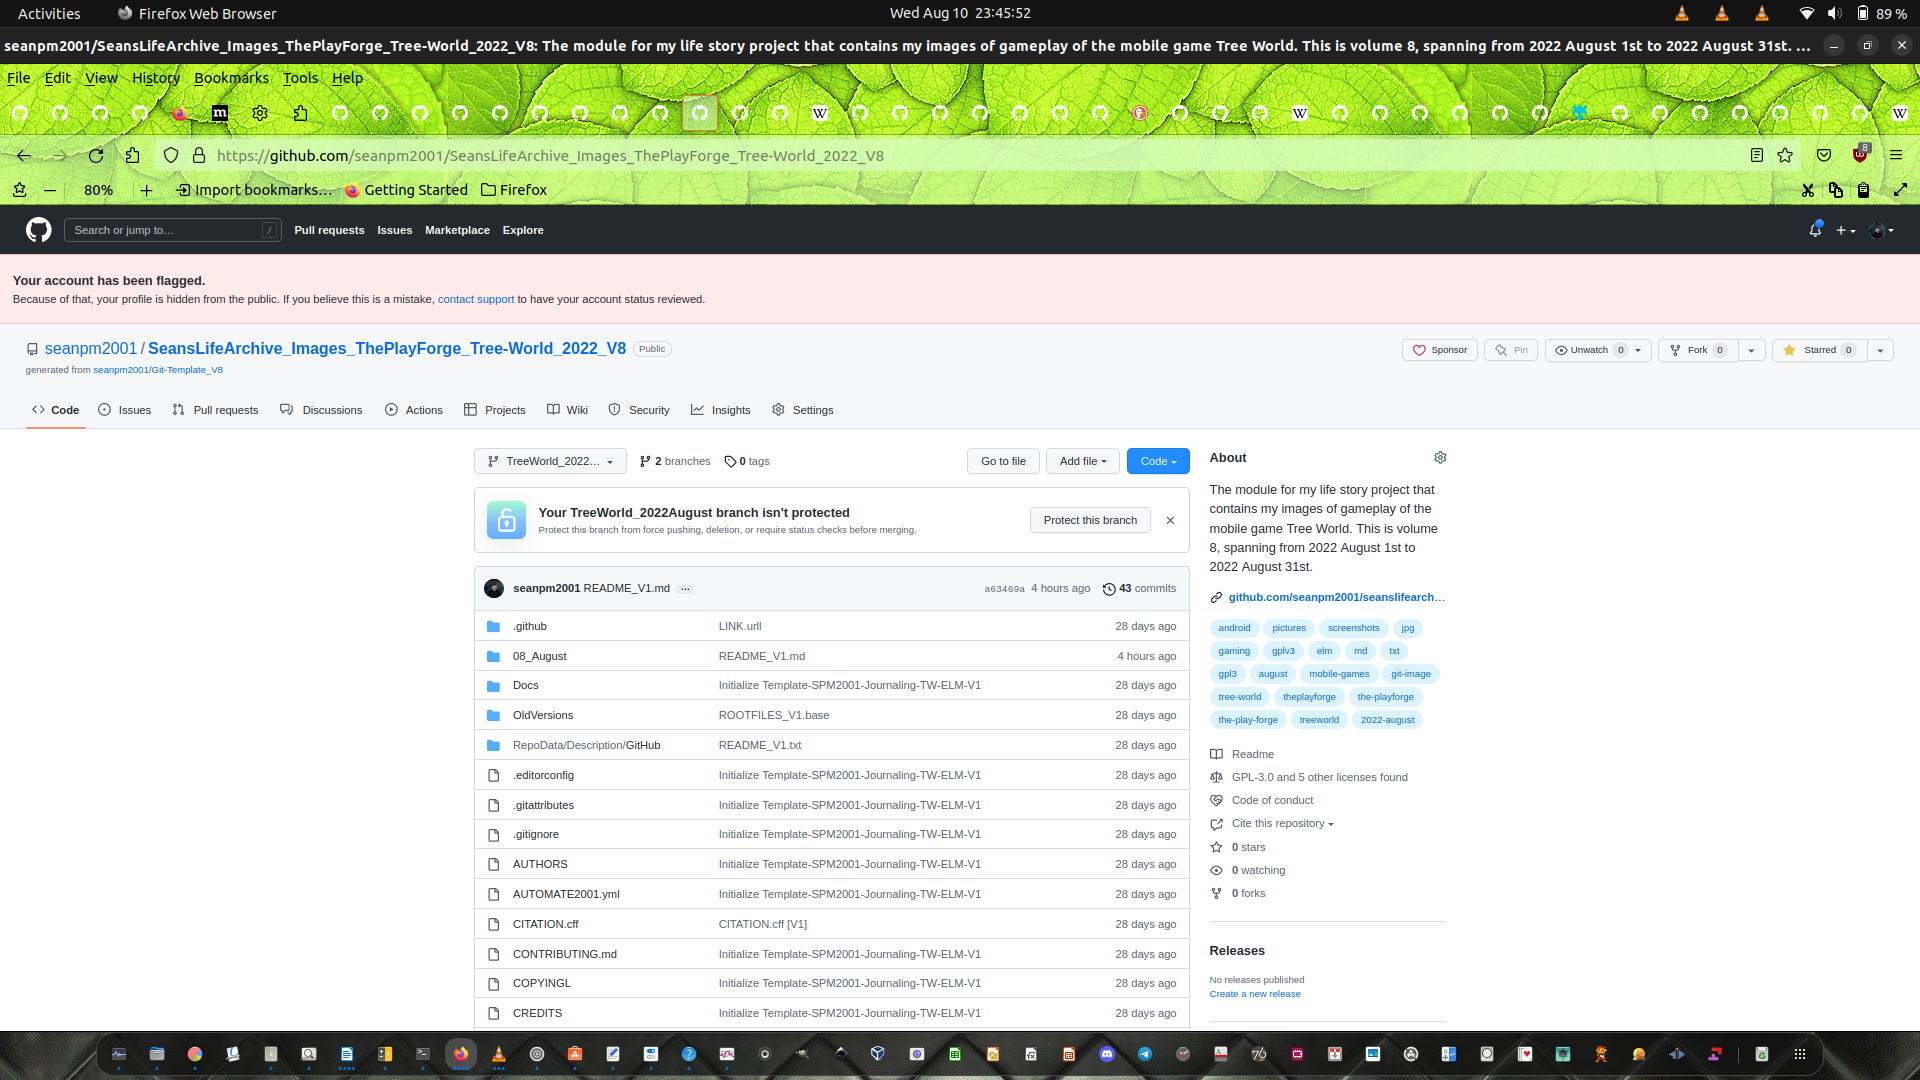 Activities Firefox Web Browser Wed Aug 10 23:45:52 89 %
seanpm2001/SeansLifeArchive_Images_ThePlayForge_Tree-World_2022_V8: The module for my life story project that contains my images of gameplay of the mobile game Tree World. This is volume 8, spanning from 2022 August 1st to 2022 August 31st. ...
File Edit View History Bookmarks Tools Help
https://github.com/seanpm2001/SeansLifeArchive_Images_ThePlayForge_Tree-World_2022_V8 8
80% Import bookmarks... Getting Started Firefox
Search or jump to... / Pull requests Issues Marketplace Explore
Your account has been flagged.
Because of that, your profile is hidden from the public. If you believe this is a mistake, contact support to have your account status reviewed.
seanpm2001 / SeansLifeArchive_Images_ThePlayForge_Tree-World_2022_V8 Public Sponsor Pin Unwatch 0 Fork 0 Starred 0
generated from seanpm2001/Git-Template_V8
Code Issues Pull requests Discussions Actions Projects Wiki Security Insights Settings
TreeWorld_2022... 2 branches 0 tags Go to file Add file Code
Your TreeWorld_2022August branch isn't protected
Protect this branch from force pushing, deletion, or require status checks before merging.
Protect this branch
seanpm2001 README_V1.md ... a63469a 4 hours ago 43 commits
.github LINK.urll 28 days ago
08_August README_V1.md 4 hours ago
Docs Initialize Template-SPM2001-Journaling-TW-ELM-V1 28 days ago
OldVersions ROOTFILES_V1.base 28 days ago
RepoData/Description/GitHub README_V1.txt 28 days ago
.editorconfig Initialize Template-SPM2001-Journaling-TW-ELM-V1 28 days ago
.gitattributes Initialize Template-SPM2001-Journaling-TW-ELM-V1 28 days ago
.gitignore Initialize Template-SPM2001-Journaling-TW-ELM-V1 28 days ago
AUTHORS Initialize Template-SPM2001-Journaling-TW-ELM-V1 28 days ago
AUTOMATE2001.yml Initialize Template-SPM2001-Journaling-TW-ELM-V1 28 days ago
CITATION.cff CITATION.cff [V1] 28 days ago
CONTRIBUTING.md Initialize Template-SPM2001-Journaling-TW-ELM-V1 28 days ago
COPYINGL Initialize Template-SPM2001-Journaling-TW-ELM-V1 28 days ago
CREDITS Initialize Template-SPM2001-Journaling-TW-ELM-V1 28 days ago
About
The module for my life story project that
contains my images of gameplay of the
mobile game Tree World. This is volume
8, spanning from 2022 August 1st to
2022 August 31st.
github.com/seanpm2001/seanslifearch...
android pictures screenshots jpg
gaming gplv3 elm md txt
gpl3 august mobile-games git-image
tree-world theplayforge the-playforge
the-play-forge treeworld 2022-august
Readme
GPL-3.0 and 5 other licenses found
Code of conduct
Cite this repository
0 stars
0 watching
0 forks
Releases
No releases published
Create a new release